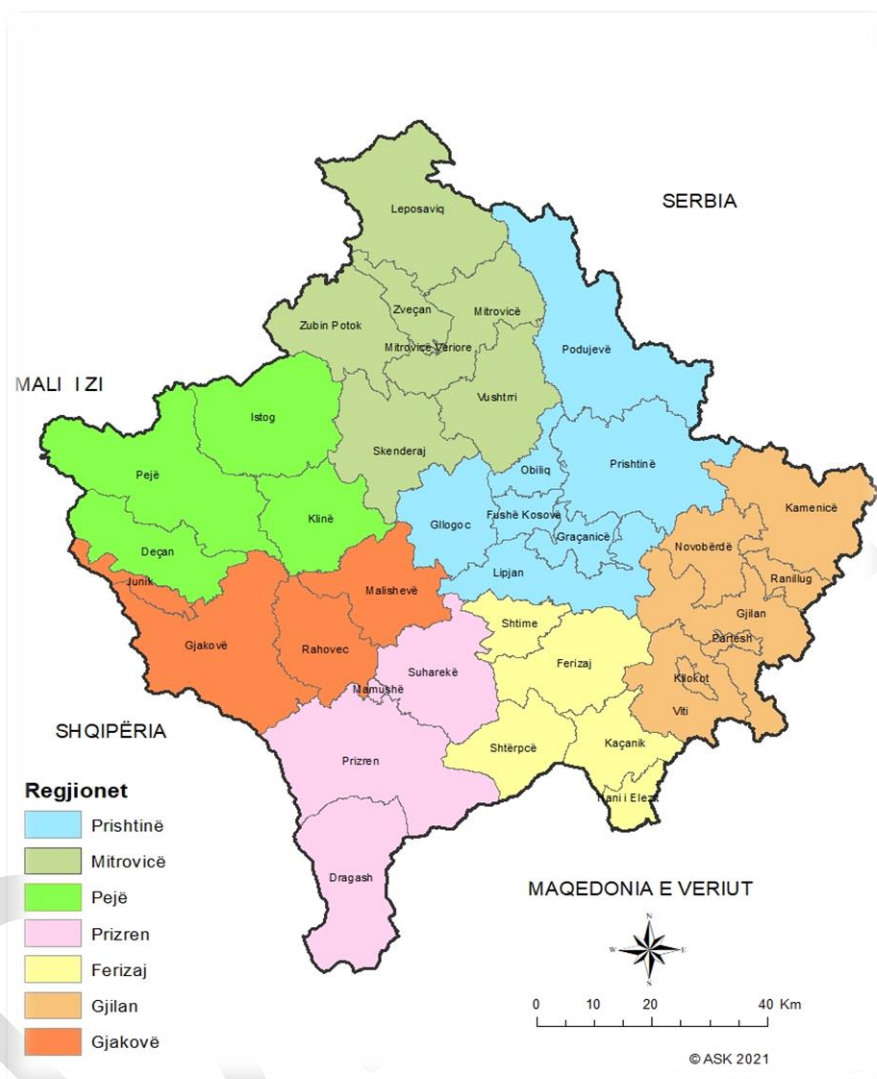 SERBIA
Leposaviq
Zveçan
Mitrovicë
Zubin Potok
Mitrovicë Veriore
Podujevë
MALI I ZI
Istog
Vushtrri
Skenderaj
Pejë
Obiliq
Prishtinë
Klinë
Gllogoc
Fushë Kosovë
Graçanicë
Kamenicë
Deçan
Novobërdë
Lipjan
Junik
Malishevë
Ranillug
Gjilan
Shtime
Partesh
Gjakovë
Rahovec
Suharekë
Ferizaj
Kllokot
Mamushë
Viti
SHQIPËRIA
Shtërpcë
Kaçanik
Prizren
Hani i Elezit
Dragash
MAQEDONIA E VERIUT
Regjionet
Prishtinë
Mitrovicë
Pejë
Prizren
Ferizaj
Gjilan
Gjakovë
N
W E
S
0 10 20 40 Km
© ASK 2021